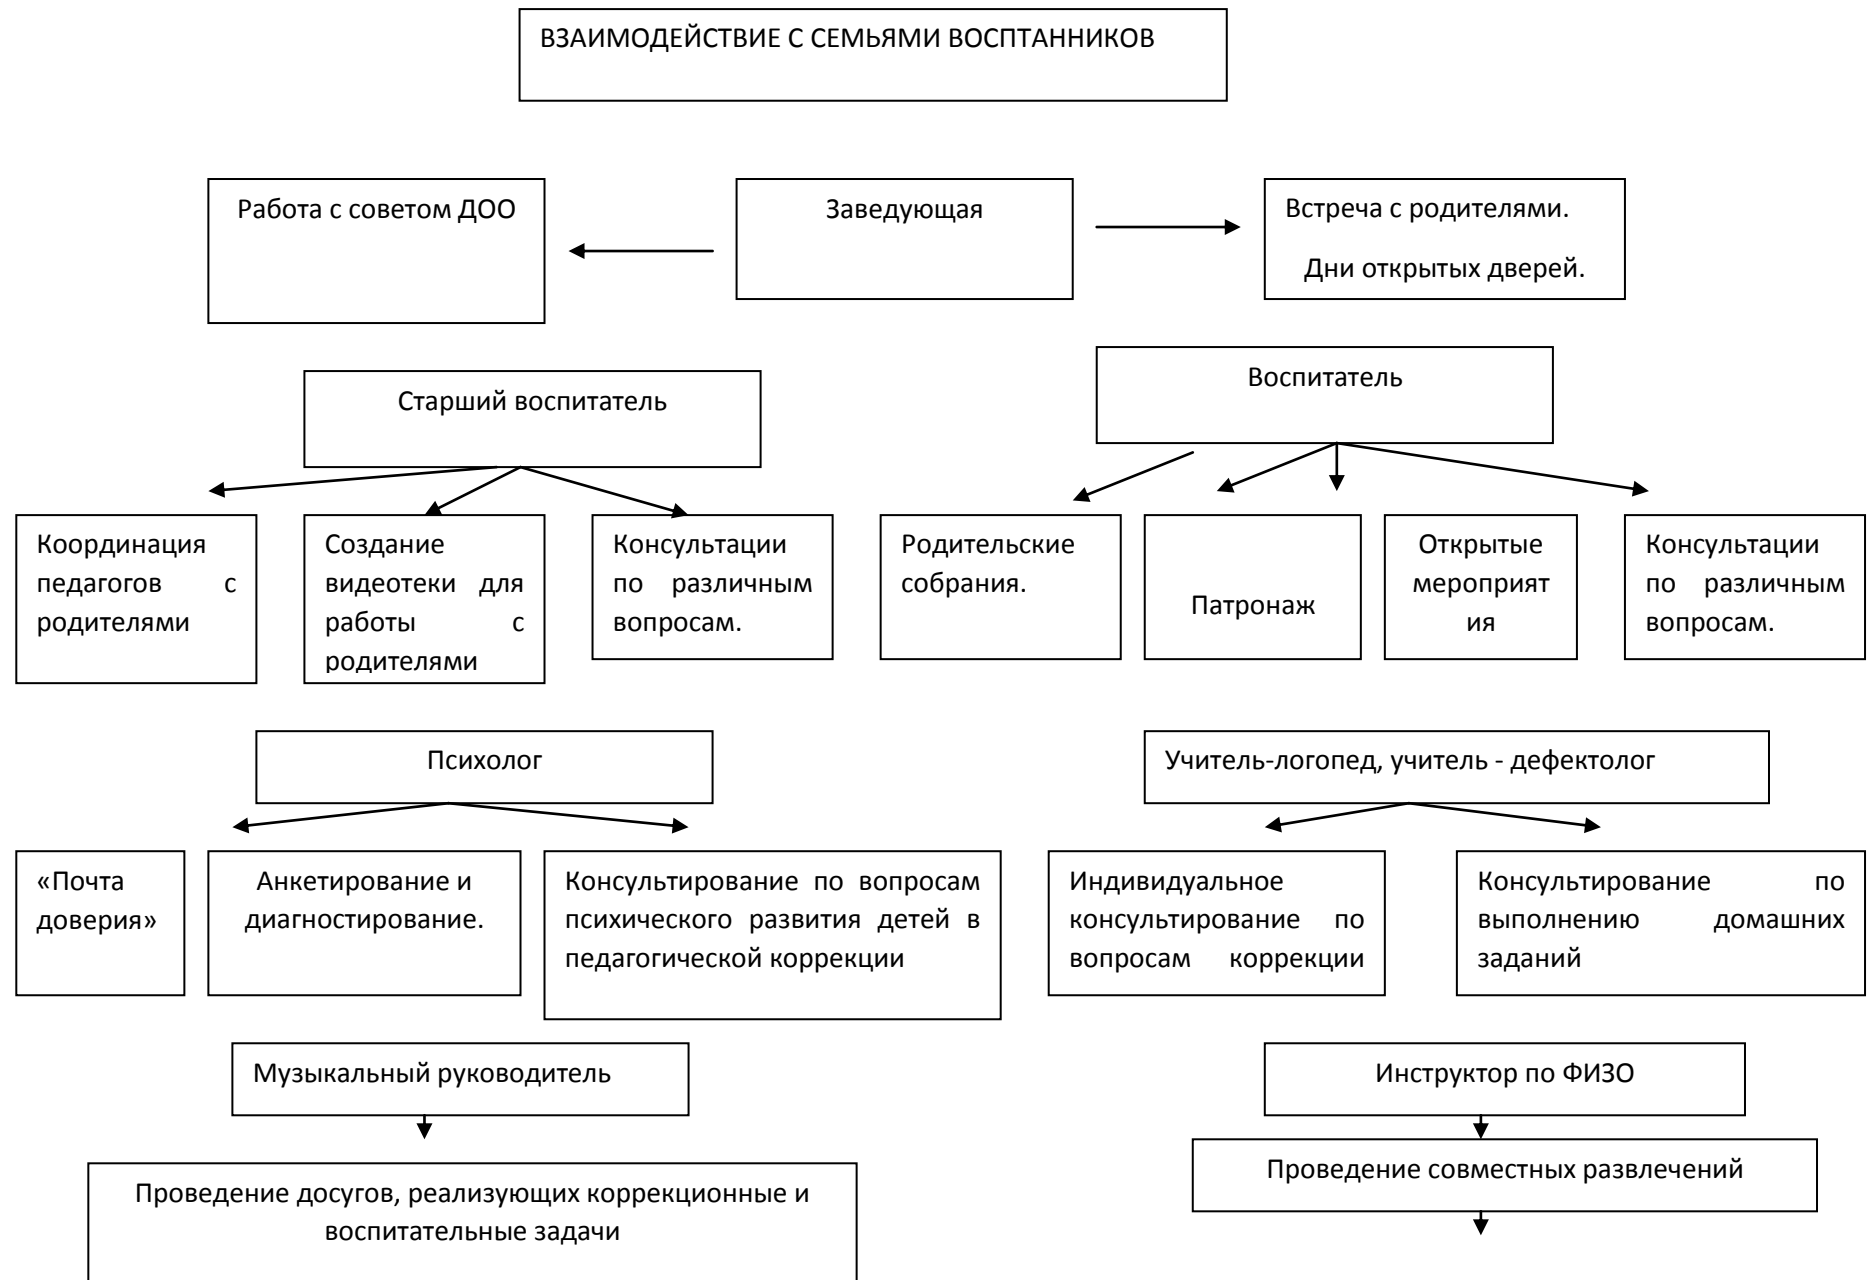 ВЗАИМОДЕЙСТВИЕ С СЕМЬЯМИ ВОСПТАННИКОВ
Работа с советом ДОО
Заведующая
Встреча с родителями.
Дни открытых дверей.
Старший воспитатель
Воспитатель
Координация
педагогов с
родителями
Создание
видеотеки для
работы с
родителями
Консультации
по различным
вопросам.
Родительские
собрания.
Патронаж
Открытые
мероприят
ия
Консультации
по различным
вопросам.
Психолог
Учитель-логопед, учитель - дефектолог
«Почта
доверия»
Анкетирование и
диагностирование.
Консультирование по вопросам
психического развития детей в
педагогической коррекции
Индивидуальное
консультирование по
вопросам коррекции
Консультирование по
выполнению домашних
заданий
Музыкальный руководитель
Инструктор по ФИЗО
Проведение досугов, реализующих коррекционные и
воспитательные задачи
Проведение совместных развлечений